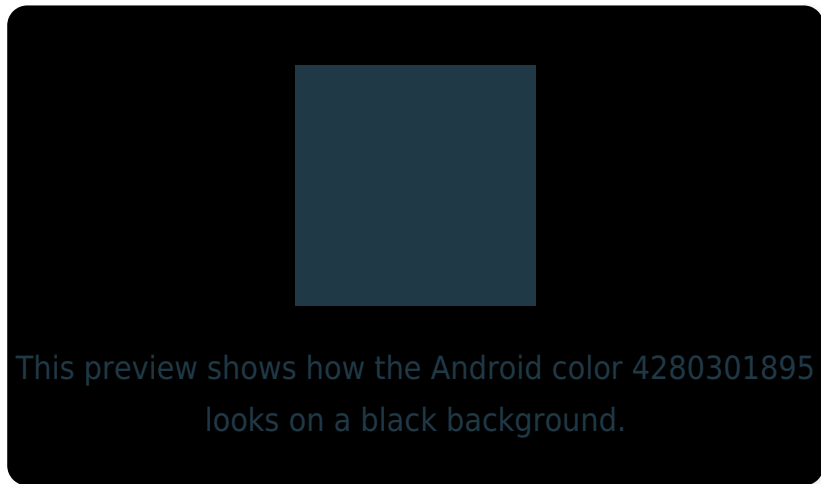 This preview shows how the Android color 4280301895
looks on a black background.